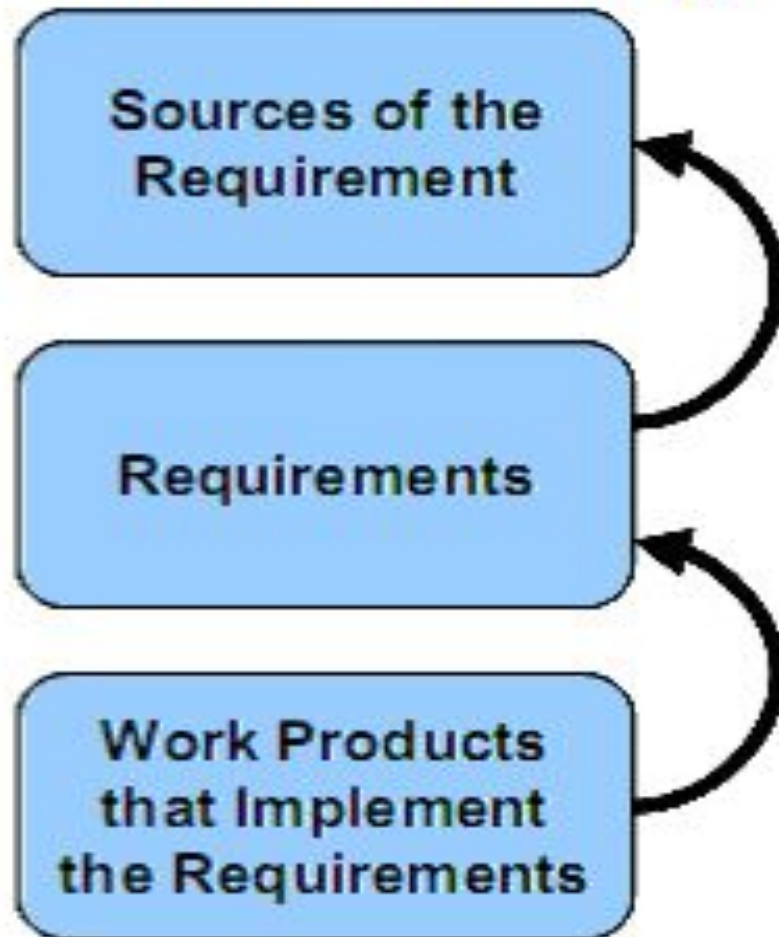 Sources of the
Requirement
Requirements
Work Products
that Implement
the Requirements